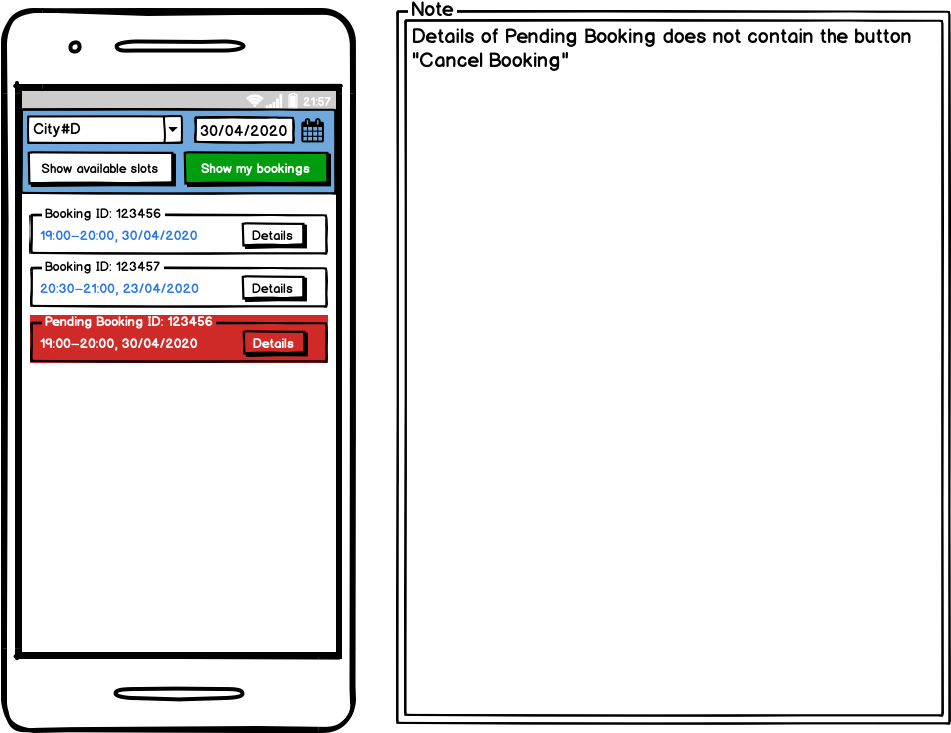 21:57
City#D
30/04/2020
Show available slots
Show my bookings
Booking ID: 123456
19:00–20:00, 30/04/2020
Details
Booking ID: 123457
20:30–21:00, 23/04/2020
Details
Pending Booking ID: 123456
19:00–20:00, 30/04/2020
Details
Note
Details of Pending Booking does not contain the button
"Cancel Booking"